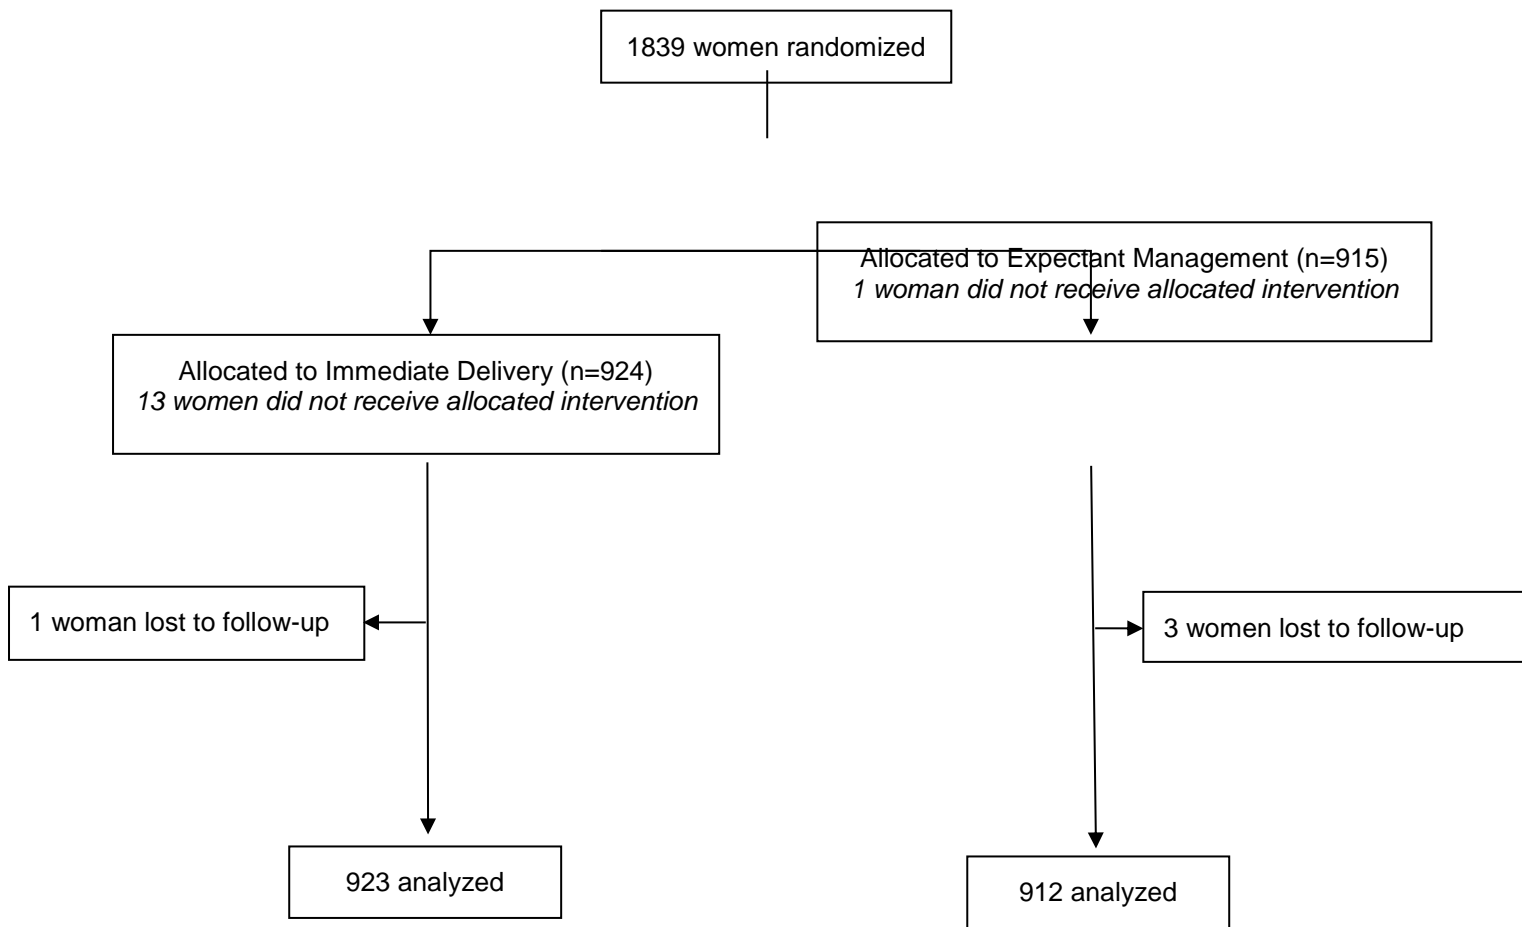 1839 women randomized
Allocated to Expectant Management (n=915)
1 woman did not receive allocated intervention
Allocated to Immediate Delivery (n=924)
13 women did not receive allocated intervention
1 woman lost to follow-up
3 women lost to follow-up
923 analyzed
912 analyzed